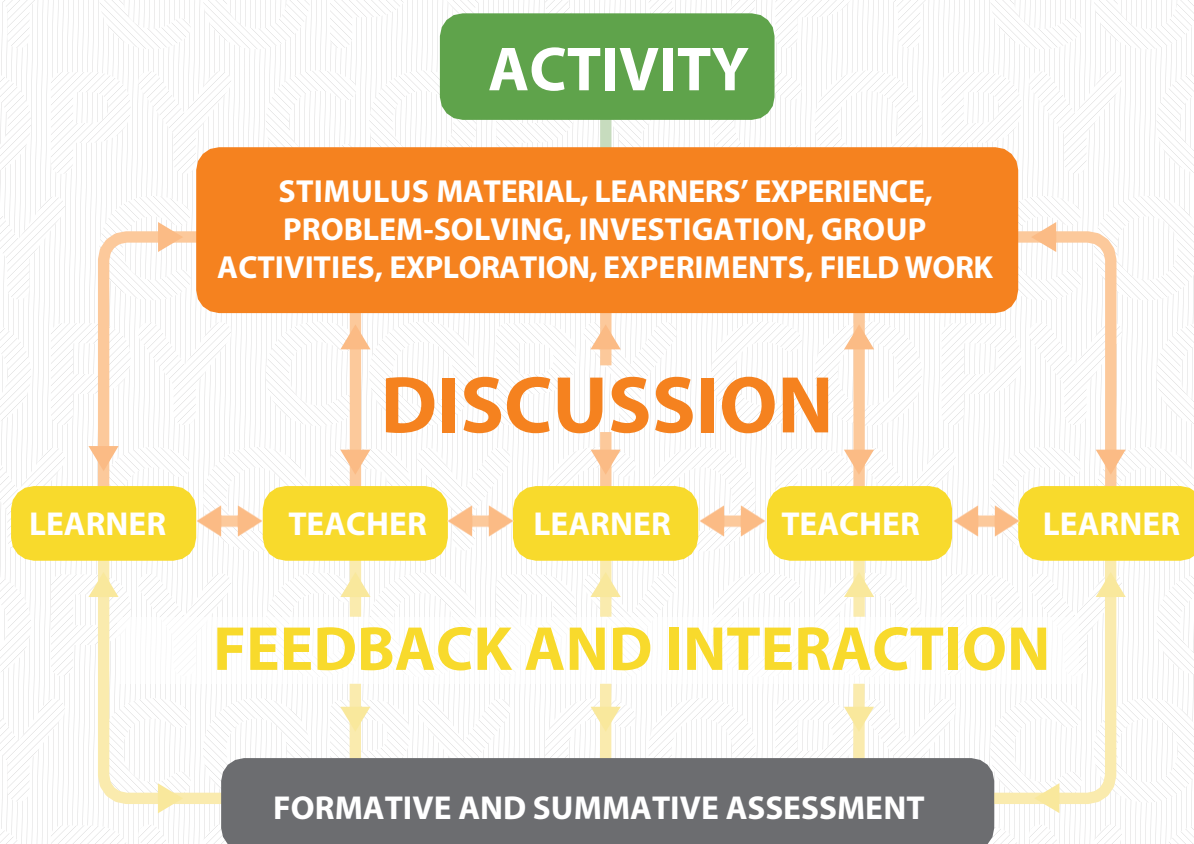 ACTIVITY
STIMULUS MATERIAL, LEARNERS’ EXPERIENCE,
PROBLEM-SOLVING, INVESTIGATION, GROUP
ACTIVITIES, EXPLORATION, EXPERIMENTS, FIELD WORK
DISCUSSION
LEARNER TEACHER LEARNER TEACHER LEARNER
FEEDBACK AND INTERACTION
FORMATIVE AND SUMMATIVE ASSESSMENT